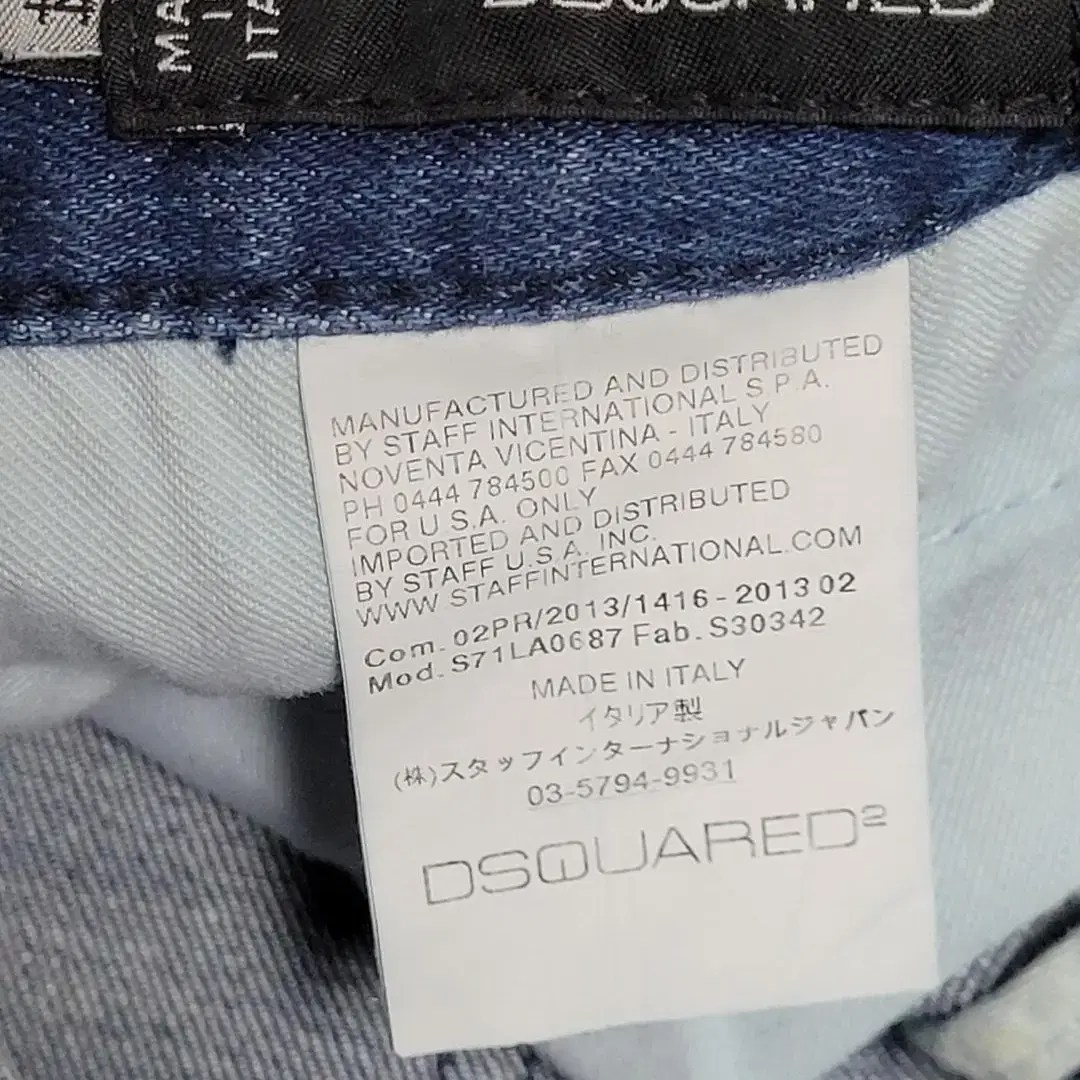 DSQUARED
MA
ITA
MANUFACTURED AND DISTRIBUTED
BY STAFF INTERNATIONAL S.P.A.
NOVENTA VICENTINA - ITALY
PH 0444 784500 FAX 0444 784580
FOR U.S.A. ONLY
IMPORTED AND DISTRIBUTED
BY STAFF U.S.A. INC.
WWW.STAFFINTERNATIONAL.COM
Com. 02PR/2013/1416 - 2013 02
Mod. S71LA0687 Fab. S30342
MADE IN ITALY
イタリア製
(株)スタッフインターナショナルジャパン
03-5794-9931
DSQUARED2